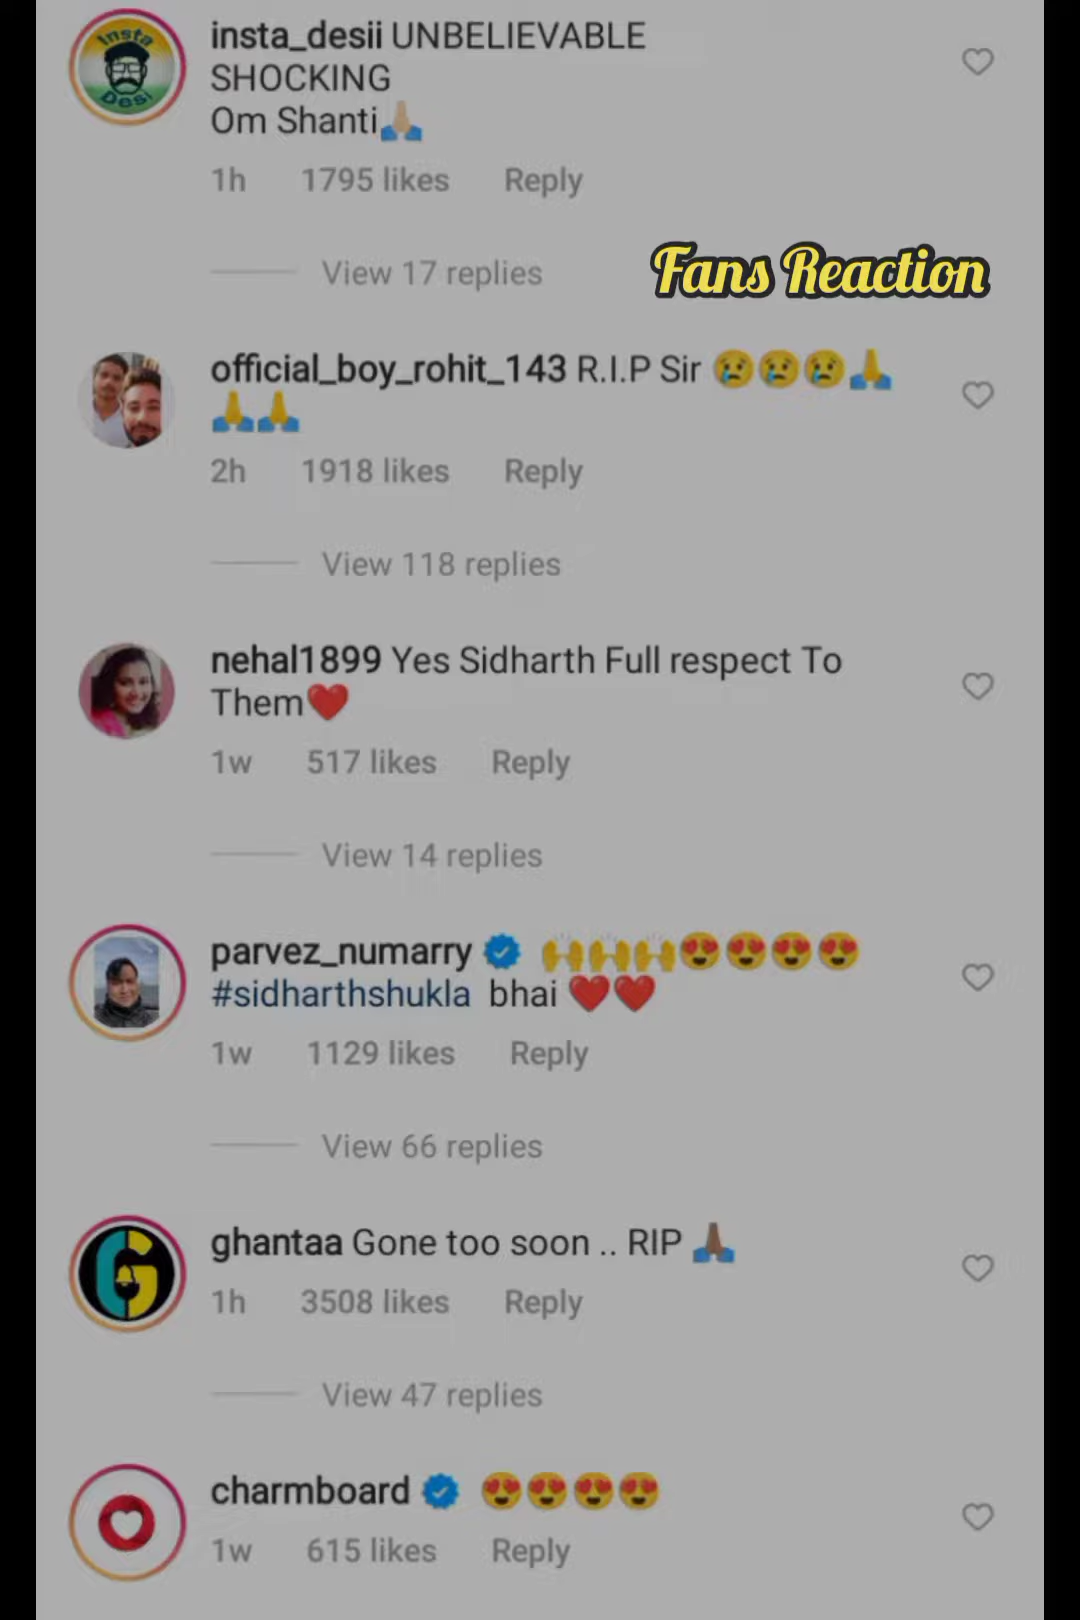 Insta
Desi
insta_desii UNBELIEVABLE
SHOCKING
Om Shanti🙏🏼
1h 1795 likes Reply
View 17 replies
Fans Reaction
official_boy_rohit_143 R.I.P Sir 😢😢😢🙏
🙏🙏
2h 1918 likes Reply
View 118 replies
nehal1899 Yes Sidharth Full respect To
Them❤️
1w 517 likes Reply
View 14 replies
parvez_numarry 🙌🙌🙌😍😍😍😍
#sidharthshukla bhai ❤️❤️
1w 1129 likes Reply
View 66 replies
G
ghantaa Gone too soon .. RIP 🙏🏾
1h 3508 likes Reply
View 47 replies
charmboard 😍😍😍😍
1w 615 likes Reply